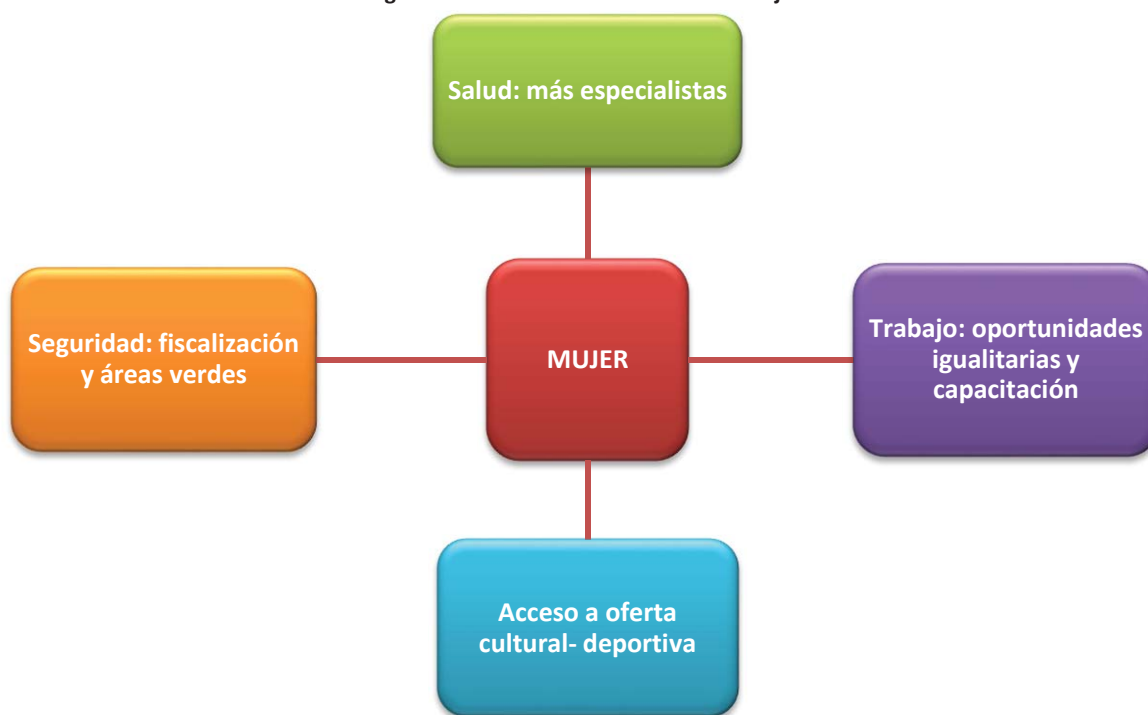 Salud: más especialistas
Seguridad: fiscalización
y áreas verdes
MUJER
Trabajo: oportunidades
igualitarias y
capacitación
Acceso a oferta
cultural- deportiva